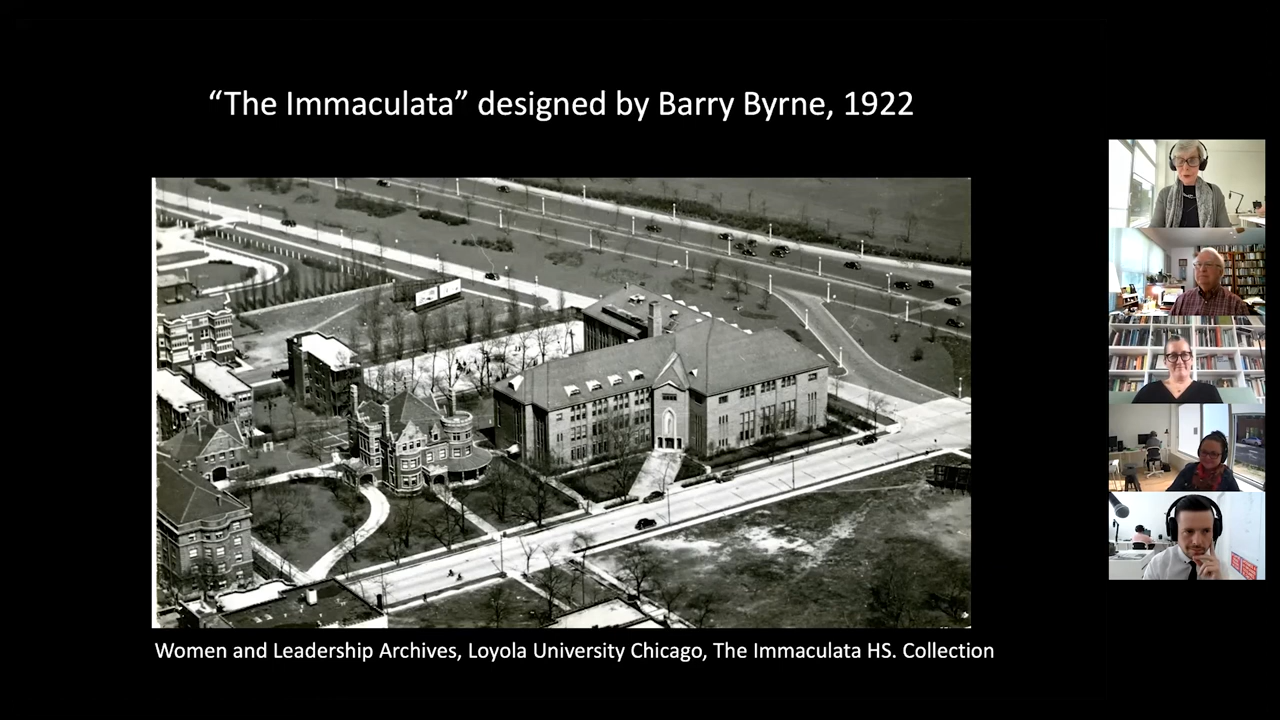 “The Immaculata” designed by Barry Byrne, 1922
Women and Leadership Archives, Loyola University Chicago, The Immaculata HS. Collection